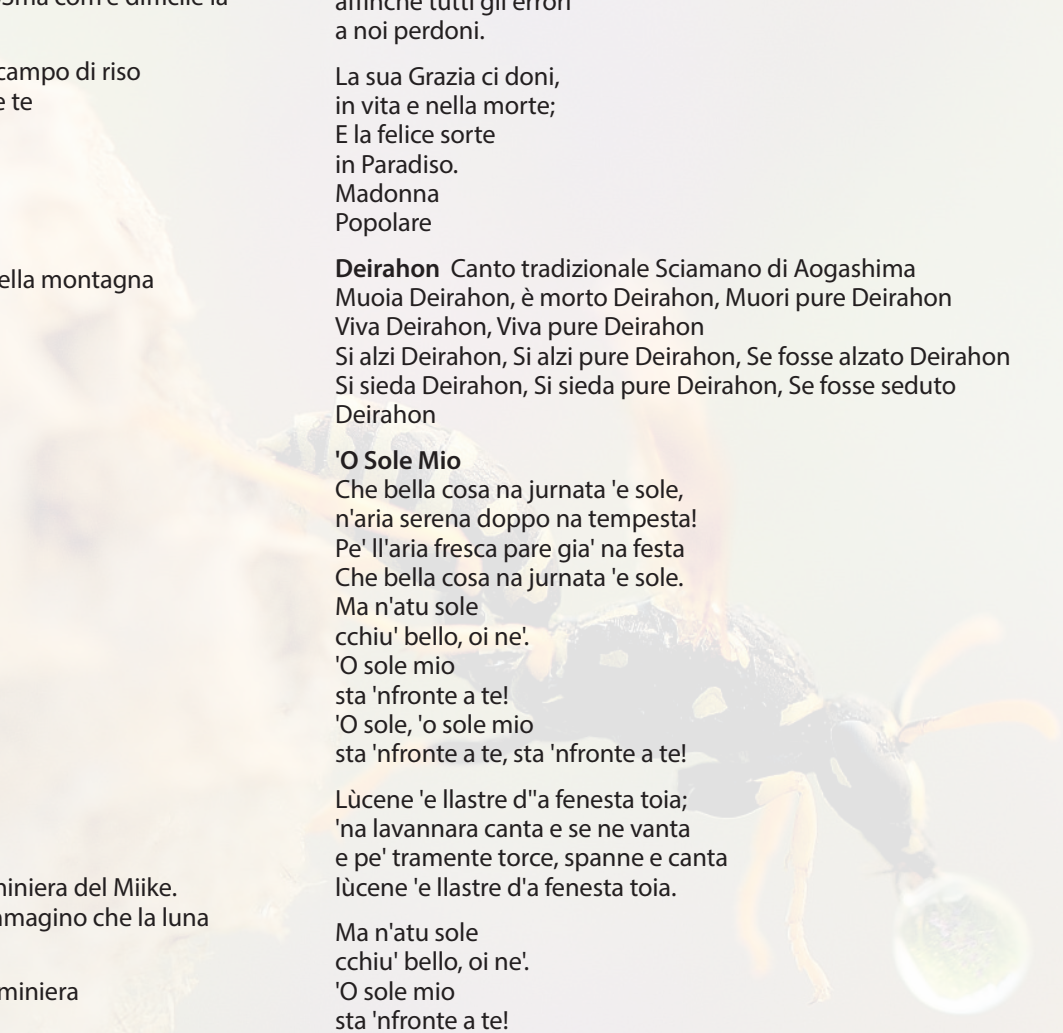 campo di riso
e te
ella montagna
miniera del Miike.
mmagino che la luna
miniera
affinché tutti gli errori
a noi perdoni.
La sua Grazia ci doni,
in vita e nella morte;
E la felice sorte
in Paradiso.
Madonna
Popolare
Deirahon Canto tradizionale Sciamano di Aogashima
Muoia Deirahon, è morto Deirahon, Muori pure Deirahon
Viva Deirahon, Viva pure Deirahon
Si alzi Deirahon, Si alzi pure Deirahon, Se fosse alzato Deirahon
Si sieda Deirahon, Si sieda pure Deirahon, Se fosse seduto
Deirahon
'O Sole Mio
Che bella cosa na jurnata 'e sole,
n'aria serena doppo na tempesta!
Pe' ll'aria fresca pare gia' na festa
Che bella cosa na jurnata 'e sole.
Ma n'atu sole
cchiu' bello, oi ne'.
'O sole mio
sta 'nfronte a te!
'O sole, 'o sole mio
sta 'nfronte a te, sta 'nfronte a te!
Lùcene 'e llastre d''a fenesta toia;
'na lavannara canta e se ne vanta
e pe' tramente torce, spanne e canta
lùcene 'e llastre d'a fenesta toia.
Ma n'atu sole
cchiu' bello, oi ne'.
'O sole mio
sta 'nfronte a te!